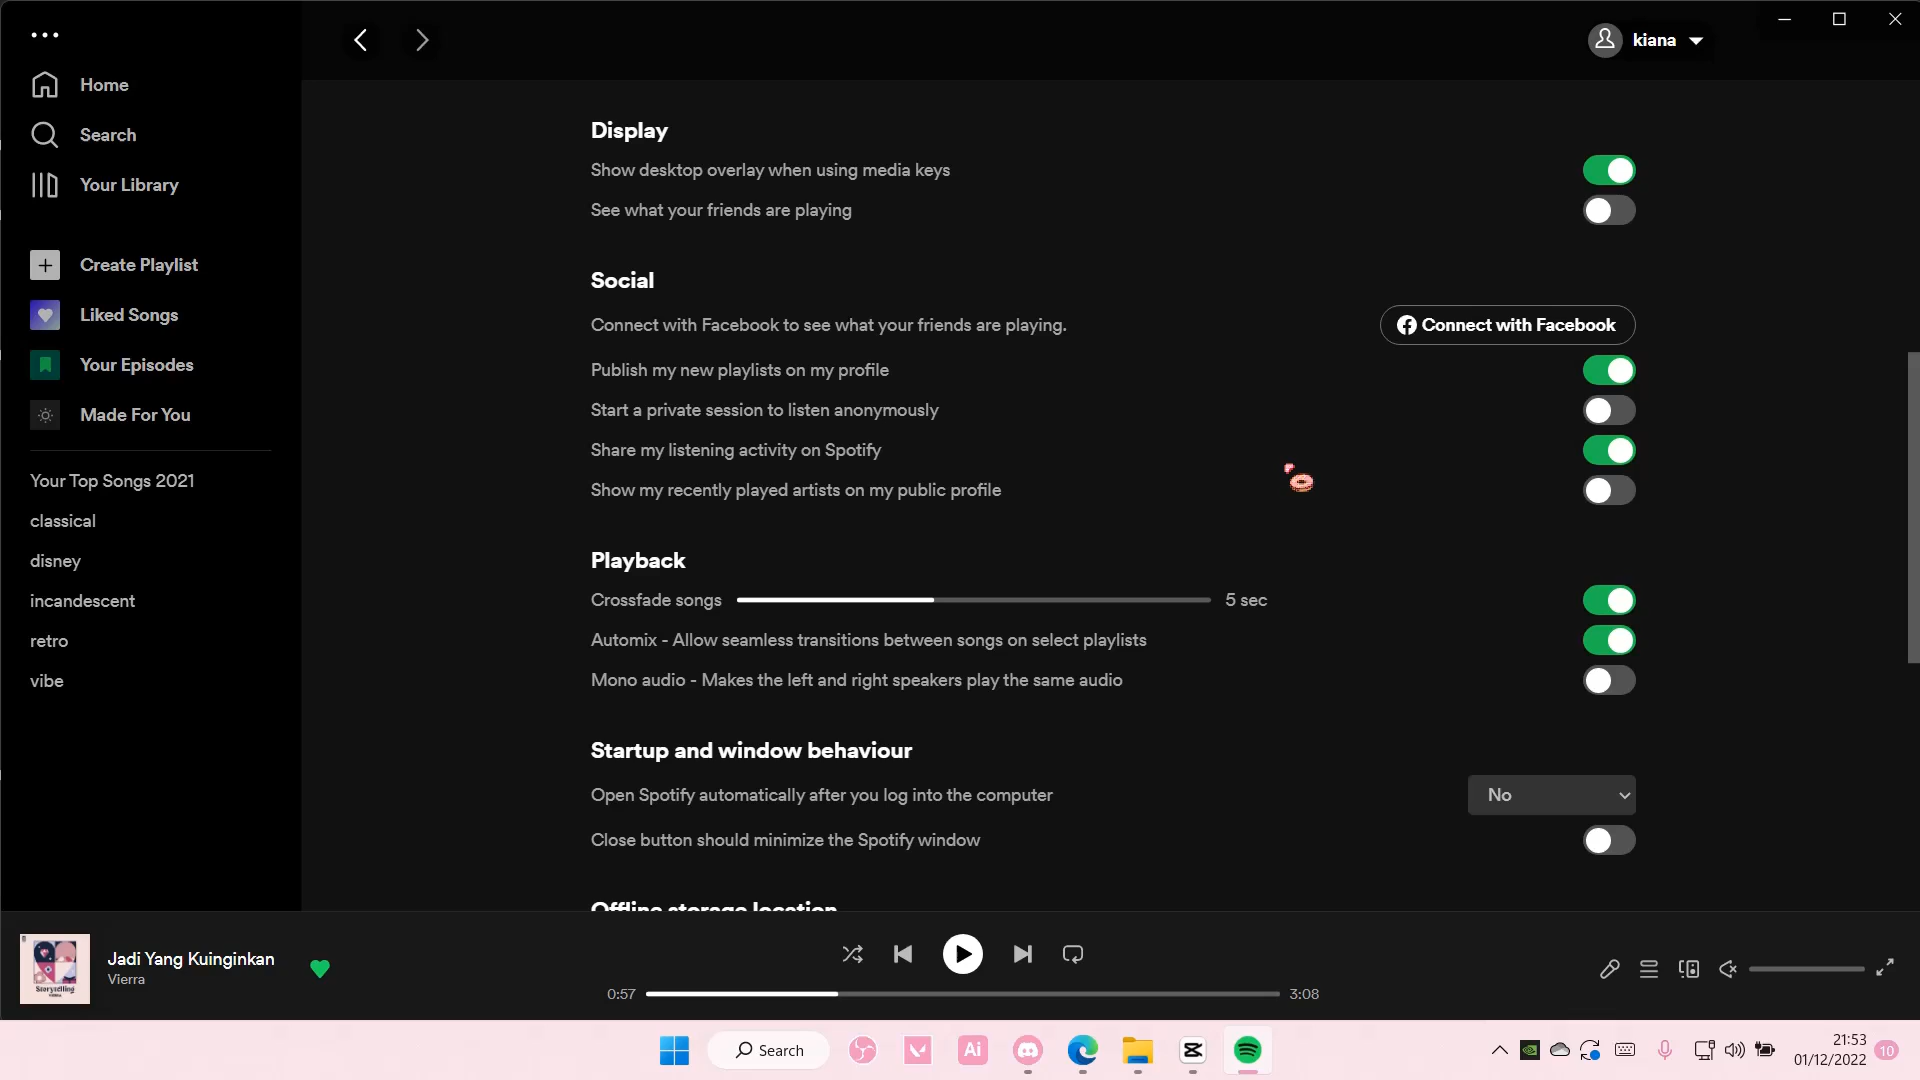 kiana
Home
Search
Your Library
Create Playlist
Liked Songs
Your Episodes
Made For You
Your Top Songs 2021
classical
disney
incandescent
retro
vibe
Display
Show desktop overlay when using media keys
See what your friends are playing
Social
Connect with Facebook to see what your friends are playing.
Connect with Facebook
Publish my new playlists on my profile
Start a private session to listen anonymously
Share my listening activity on Spotify
Show my recently played artists on my public profile
Playback
Crossfade songs 5 sec
Automix - Allow seamless transitions between songs on select playlists
Mono audio - Makes the left and right speakers play the same audio
Startup and window behaviour
Open Spotify automatically after you log into the computer
No
Close button should minimize the Spotify window
Offline storage location
Storytelling
Jadi Yang Kuinginkan
Vierra
0:57
3:08
Search
Ai
21:53
01/12/2022
10